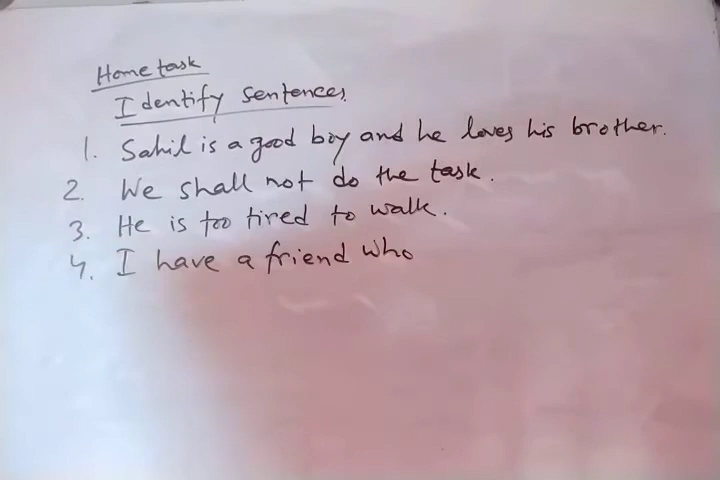 Home task
Identify sentences.
1. Sahil is a good boy and he loves his brother.
2. We shall not do the task.
3. He is too tired to walk.
4. I have a friend who